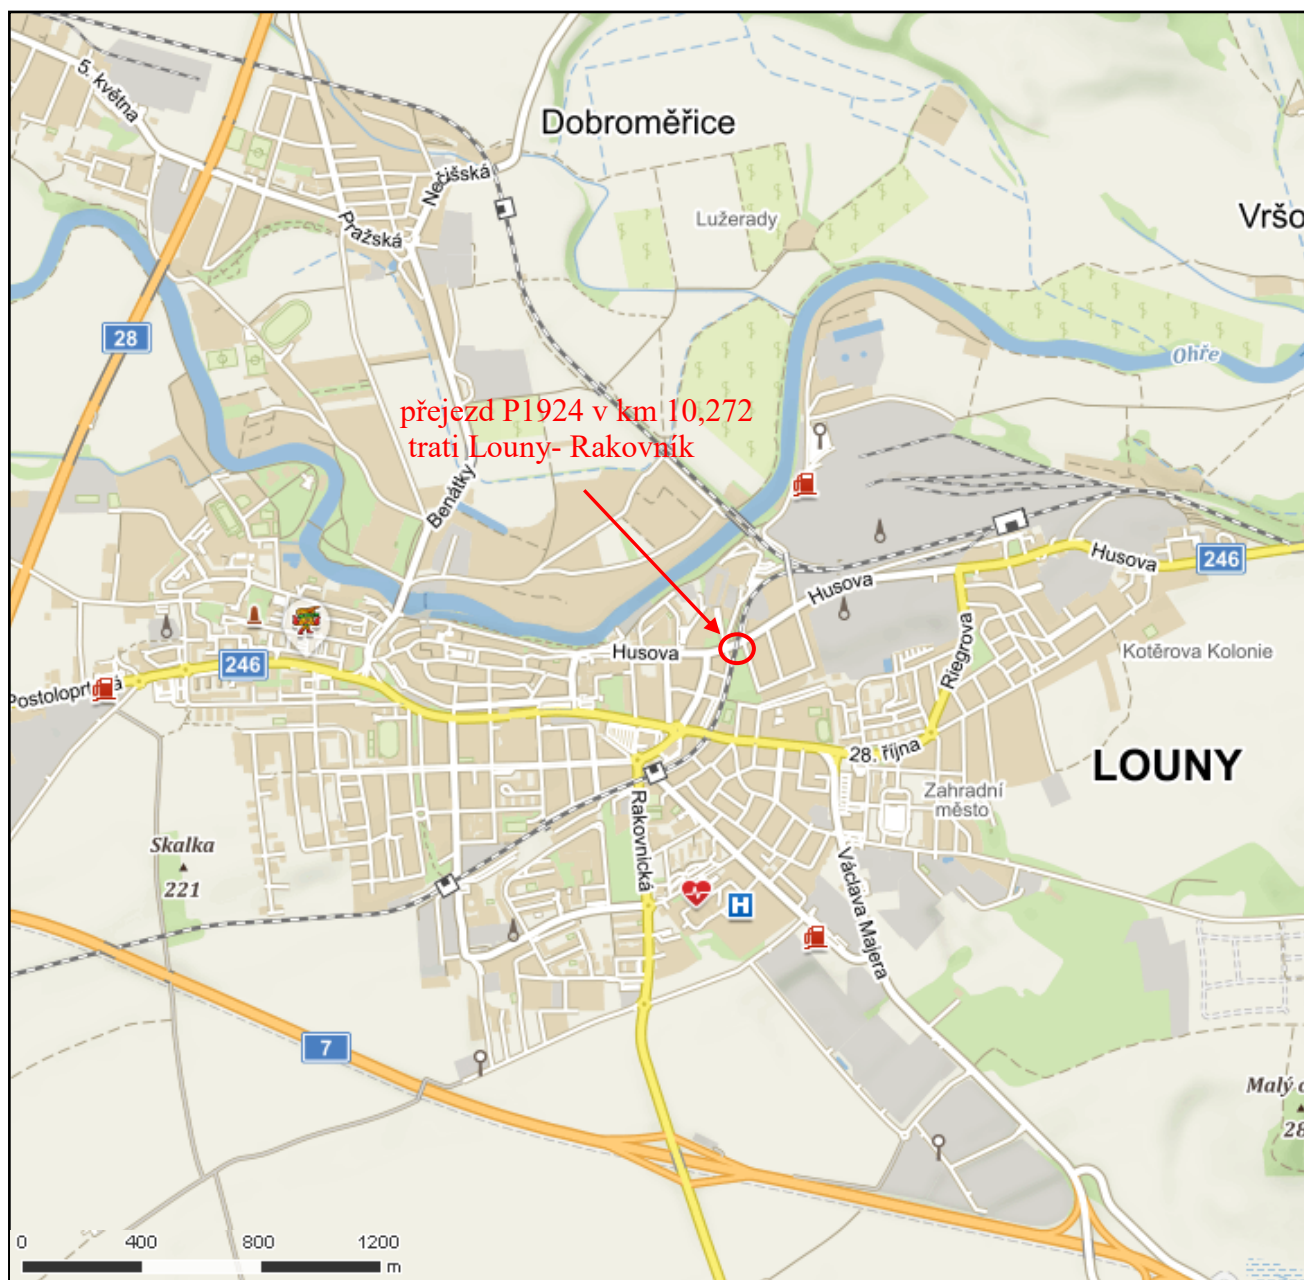 5. května
Dobroměřice
Nečišská
Lužerady
Vršo
Pražská
28
Ohře
přejezd P1924 v km 10,272
trati Louny- Rakovník
Benátky
Husova
246
Husova
Husova
246
Kotěrova Kolonie
Riegrova
28. října
LOUNY
Zahradní
město
Rakovnická
Skalka
221
H
Václava Majera
7
Malý
28
0 400 800 1200
m